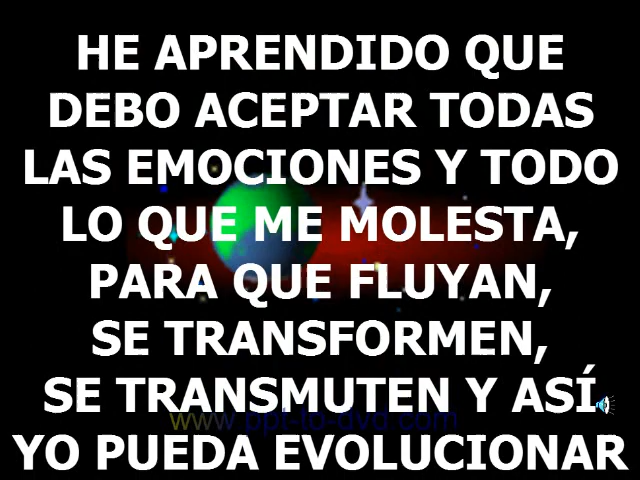 HE APRENDIDO QUE
DEBO ACEPTAR TODAS
LAS EMOCIONES Y TODO
LO QUE ME MOLESTA,
PARA QUE FLUYAN,
SE TRANSFORMEN,
SE TRANSMUTEN Y ASÍ
www.ppt-to-dvd.com
YO PUEDA EVOLUCIONAR